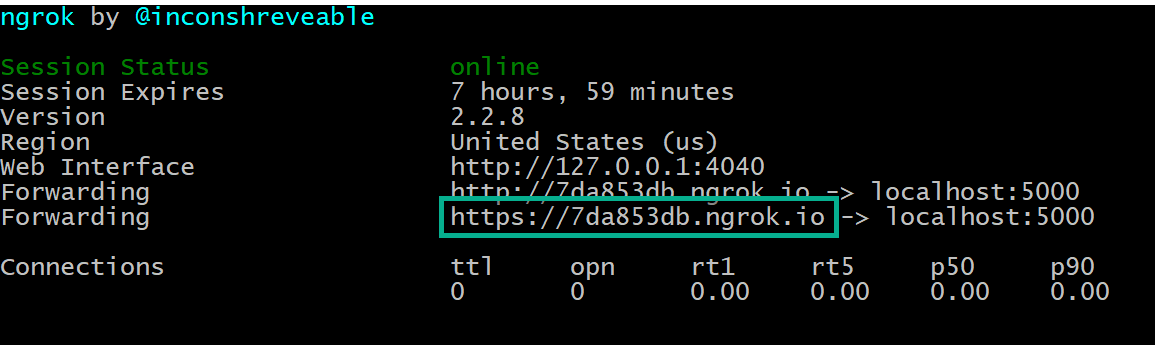 ngrok by @inconshreveable
Session Status online
Session Expires 7 hours, 59 minutes
Version 2.2.8
Region United States (us)
Web Interface http://127.0.0.1:4040
Forwarding http://7da853db.ngrok.io -> localhost:5000
Forwarding https://7da853db.ngrok.io -> localhost:5000
Connections ttl opn rt1 rt5 p50 p90
0 0 0.00 0.00 0.00 0.00